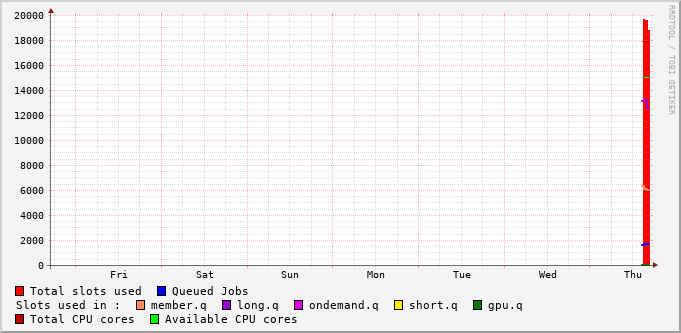 RRDTOOL / TOBI OETIKER
20000
18000
16000
14000
12000
10000
8000
6000
4000
2000
0
Fri Sat Sun Mon Tue Wed Thu
Total slots used Queued Jobs
Slots used in : member.q long.q ondemand.q short.q gpu.q
Total CPU cores Available CPU cores